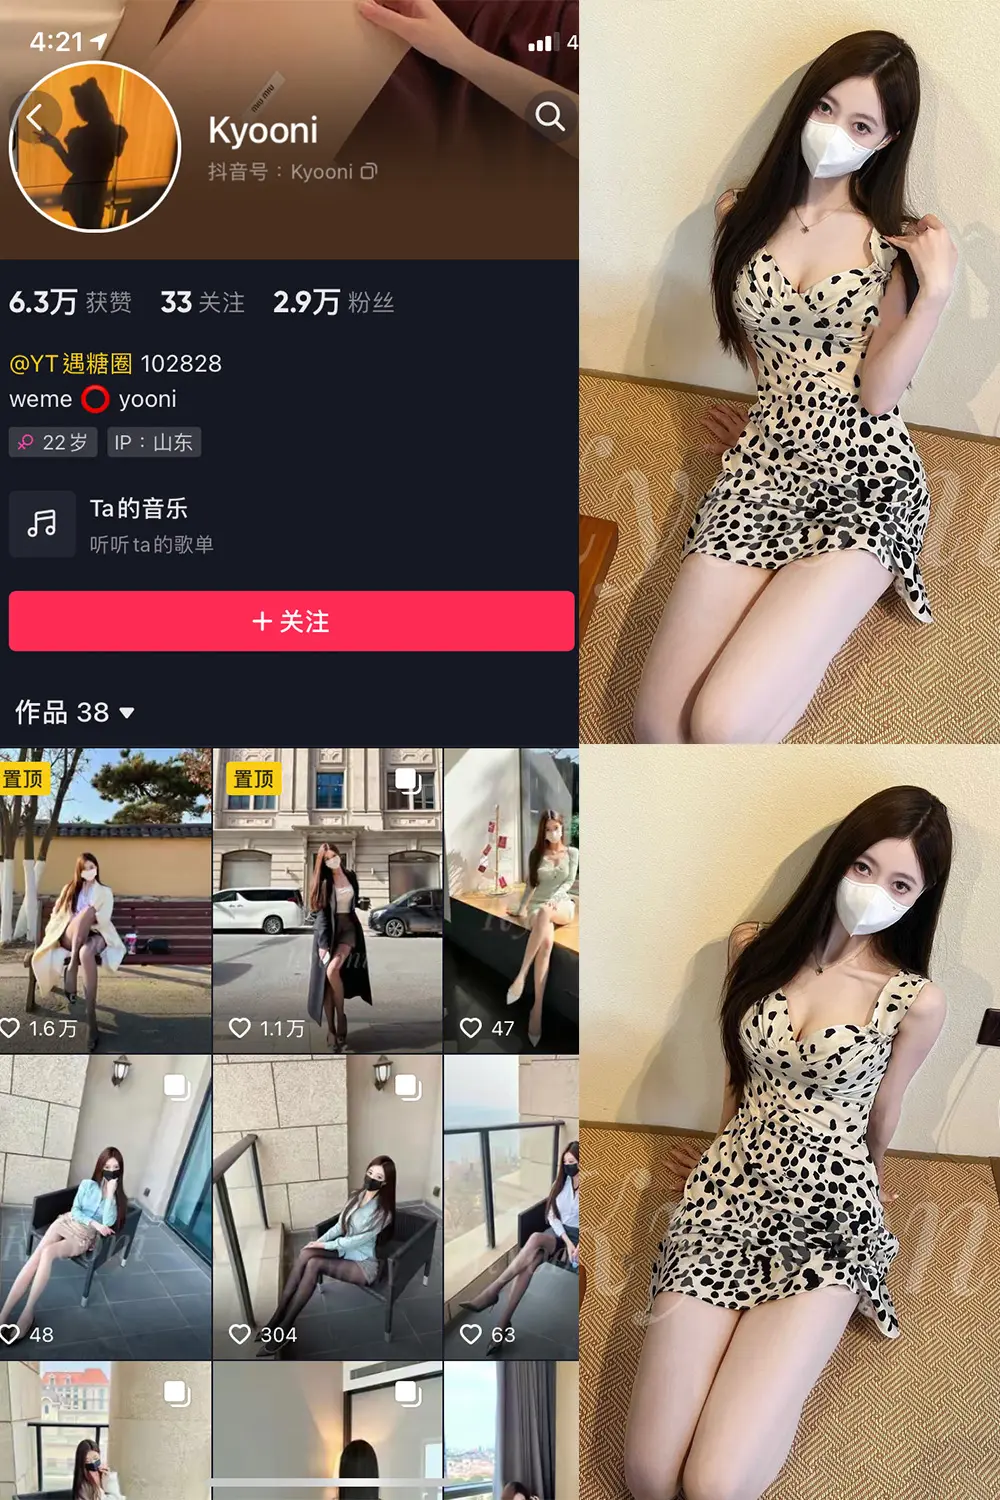 4:21
4
miu miu
Kyooni
抖音号：Kyooni
6.3万 获赞 33 关注 2.9万 粉丝
@YT遇糖圈 102828
weme ⭕ yooni
22岁 IP：山东
Ta的音乐
听听ta的歌单
+ 关注
作品 38
置顶
置顶
1.6万
1.1万
47
48
304
63